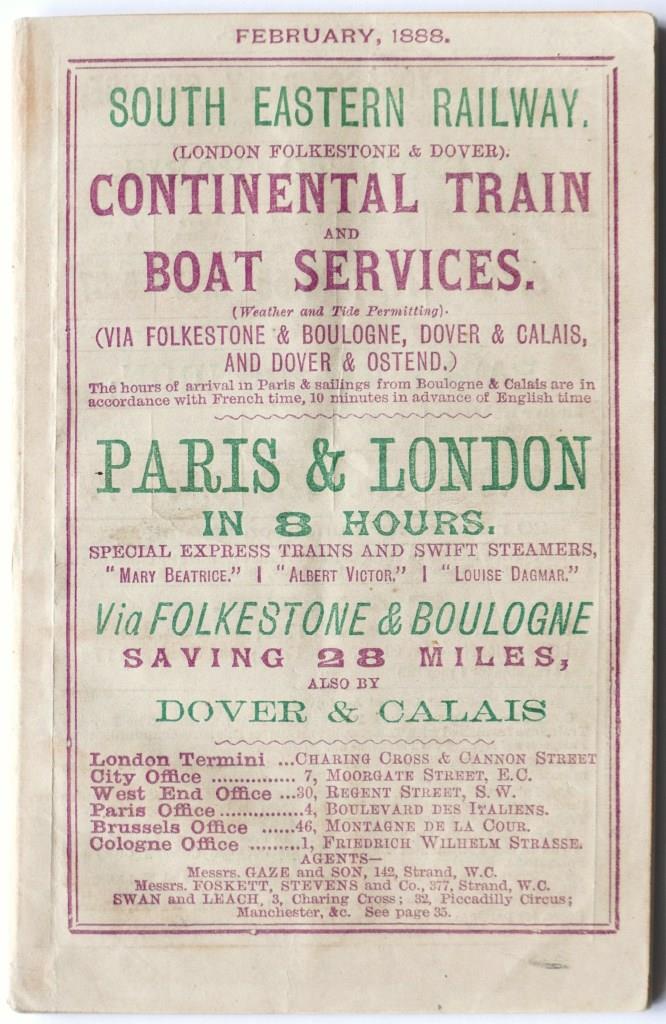 FEBRUARY, 1888.
SOUTH EASTERN RAILWAY.
(LONDON FOLKESTONE & DOVER).
CONTINENTAL TRAIN
AND
BOAT SERVICES.
(Weather and Tide Permitting).
(VIA FOLKESTONE & BOULOGNE, DOVER & CALAIS,
AND DOVER & OSTEND.)
The hours of arrival in Paris & sailings from Boulogne & Calais are in
accordance with French time, 10 minutes in advance of English time
PARIS & LONDON
IN 8 HOURS.
SPECIAL EXPRESS TRAINS AND SWIFT STEAMERS,
"MARY BEATRICE." | "ALBERT VICTOR." | "LOUISE DAGMAR."
Via FOLKESTONE & BOULOGNE
SAVING 28 MILES,
ALSO BY
DOVER & CALAIS
London Termini ...CHARING CROSS & CANNON STREET
City Office ............... 7, MOORGATE STREET, E.C.
West End Office ...30, REGENT STREET, S.W.
Paris Office...............4, BOULEVARD DES ITALIENS.
Brussels Office ......46, MONTAGNE DE LA COUR.
Cologne Office .........1, FRIEDRICH WILHELM STRASSE.
AGENTS—
Messrs. GAZE and SON, 142, Strand, W.C.
Messrs. FOSKETT, STEVENS and Co., 377, Strand, W.C.
SWAN and LEACH, 3, Charing Cross; 32, Piccadilly Circus;
Manchester, &c. See page 35.